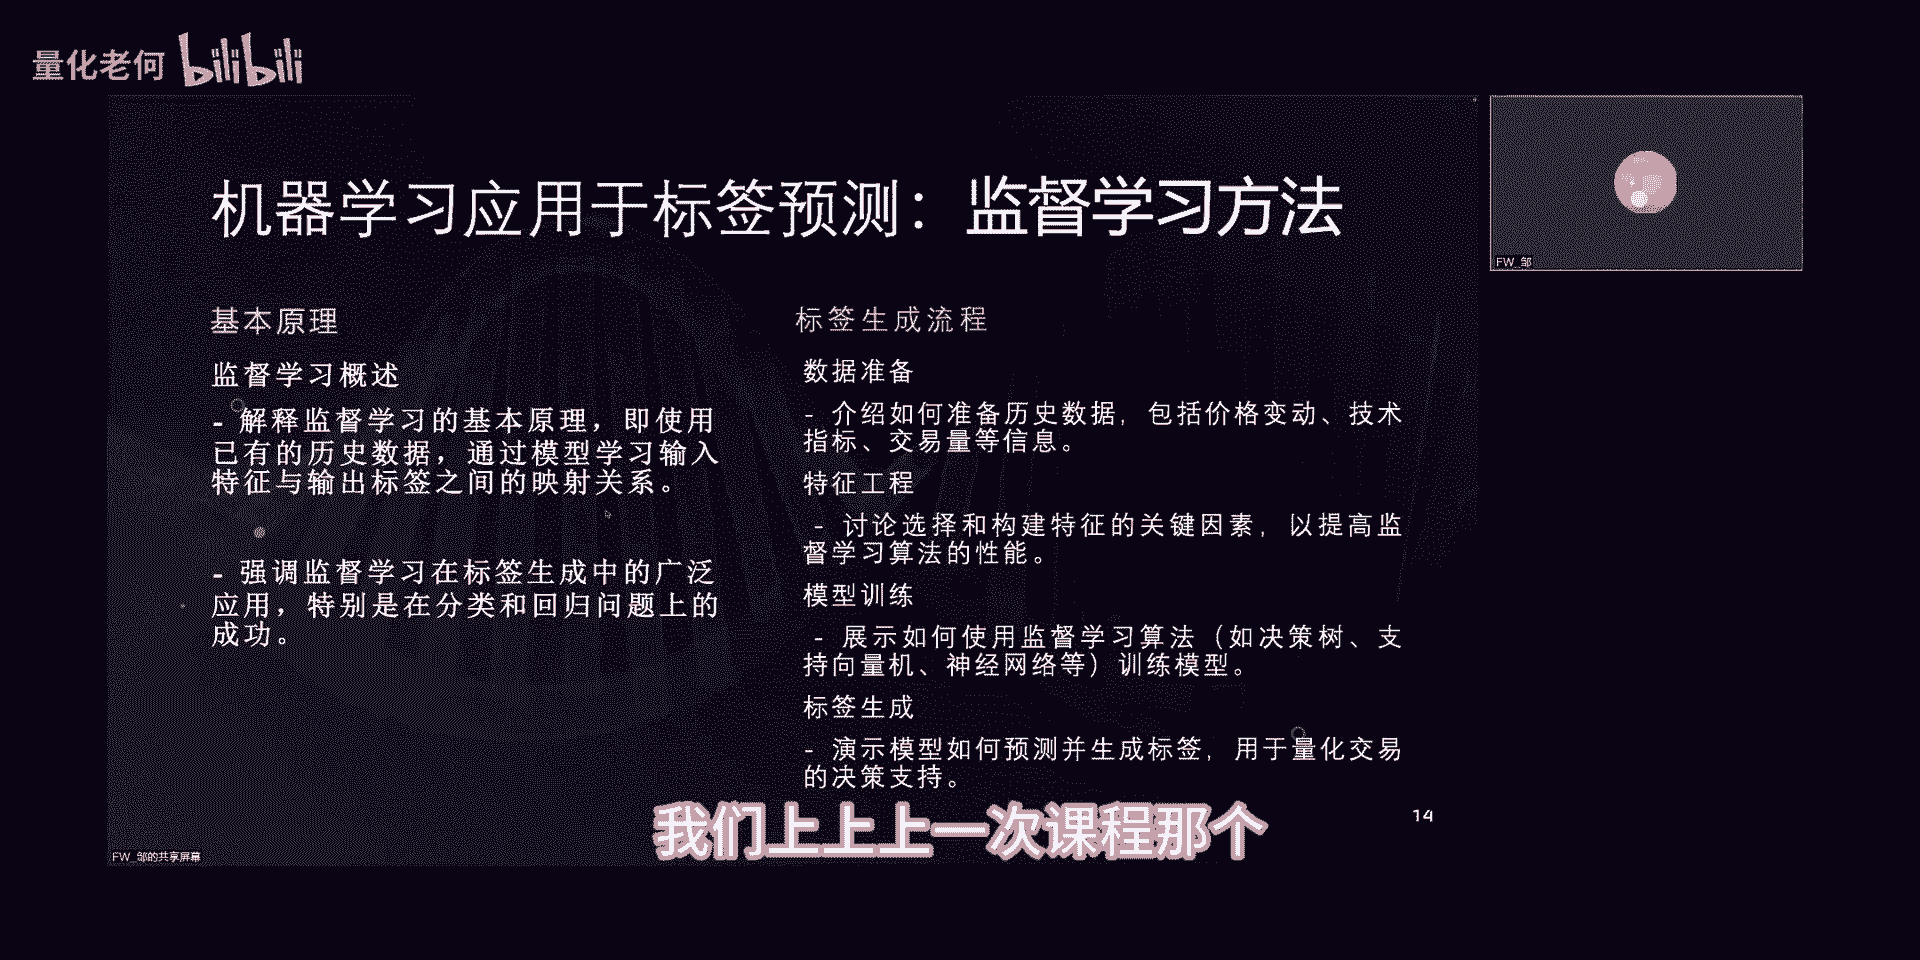 量化老何 bilibili
机器学习应用于标签预测：监督学习方法
FW_邹
基本原理
监督学习概述
- 解释监督学习的基本原理，即使用
已有的历史数据，通过模型学习输入
特征与输出标签之间的映射关系。
- 强调监督学习在标签生成中的广泛
应用，特别是在分类和回归问题上的
成功。
标签生成流程
数据准备
- 介绍如何准备历史数据，包括价格变动、技术
指标、交易量等信息。
特征工程
- 讨论选择和构建特征的关键因素，以提高监
督学习算法的性能。
模型训练
- 展示如何使用监督学习算法（如决策树、支
持向量机、神经网络等）训练模型。
标签生成
- 演示模型如何预测并生成标签，用于量化交易
的决策支持。
14
我们上上上一次课程那个
FW_邹的共享屏幕